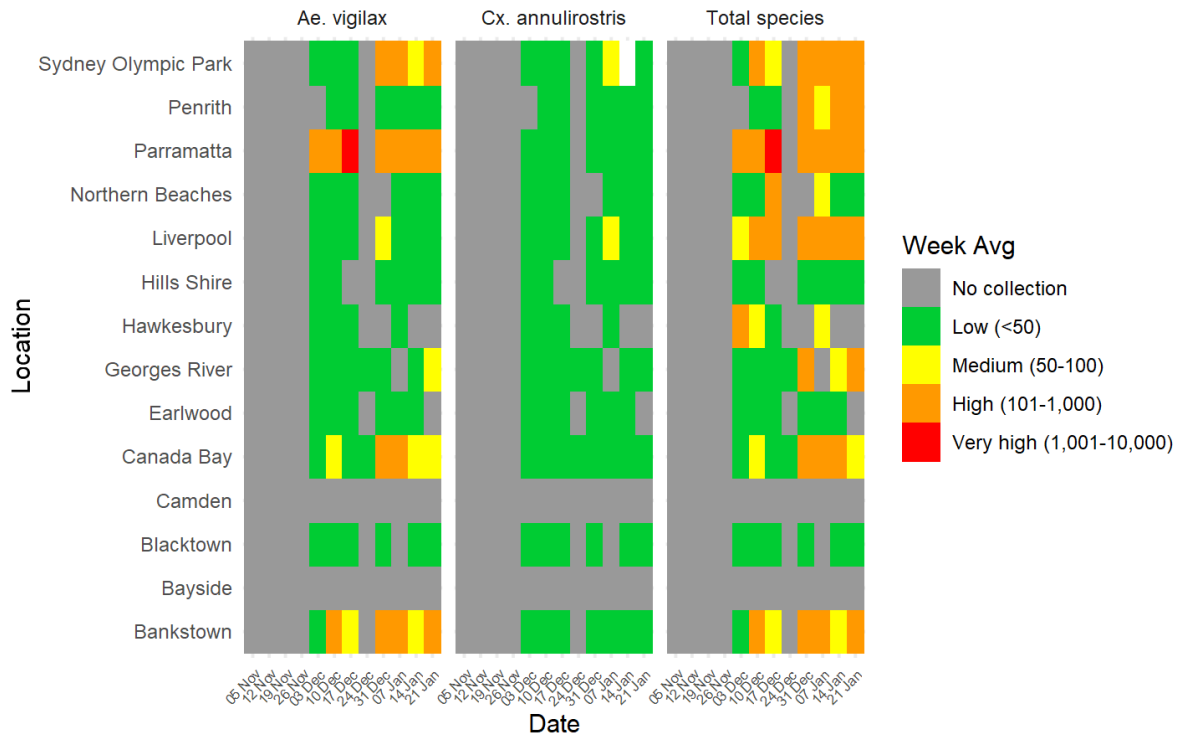 Ae. vigilax
Cx. annulirostris
Total species
Sydney Olympic Park
Penrith
Parramatta
Northern Beaches
Liverpool
Hills Shire
Hawkesbury
Georges River
Earlwood
Canada Bay
Camden
Blacktown
Bayside
Bankstown
Location
05 Nov
12 Nov
19 Nov
26 Nov
03 Dec
10 Dec
17 Dec
24 Dec
31 Dec
07 Jan
14 Jan
21 Jan
05 Nov
12 Nov
19 Nov
26 Nov
03 Dec
10 Dec
17 Dec
24 Dec
31 Dec
07 Jan
14 Jan
21 Jan
05 Nov
12 Nov
19 Nov
26 Nov
03 Dec
10 Dec
17 Dec
24 Dec
31 Dec
07 Jan
14 Jan
21 Jan
Date
Week Avg
No collection
Low (<50)
Medium (50-100)
High (101-1,000)
Very high (1,001-10,000)